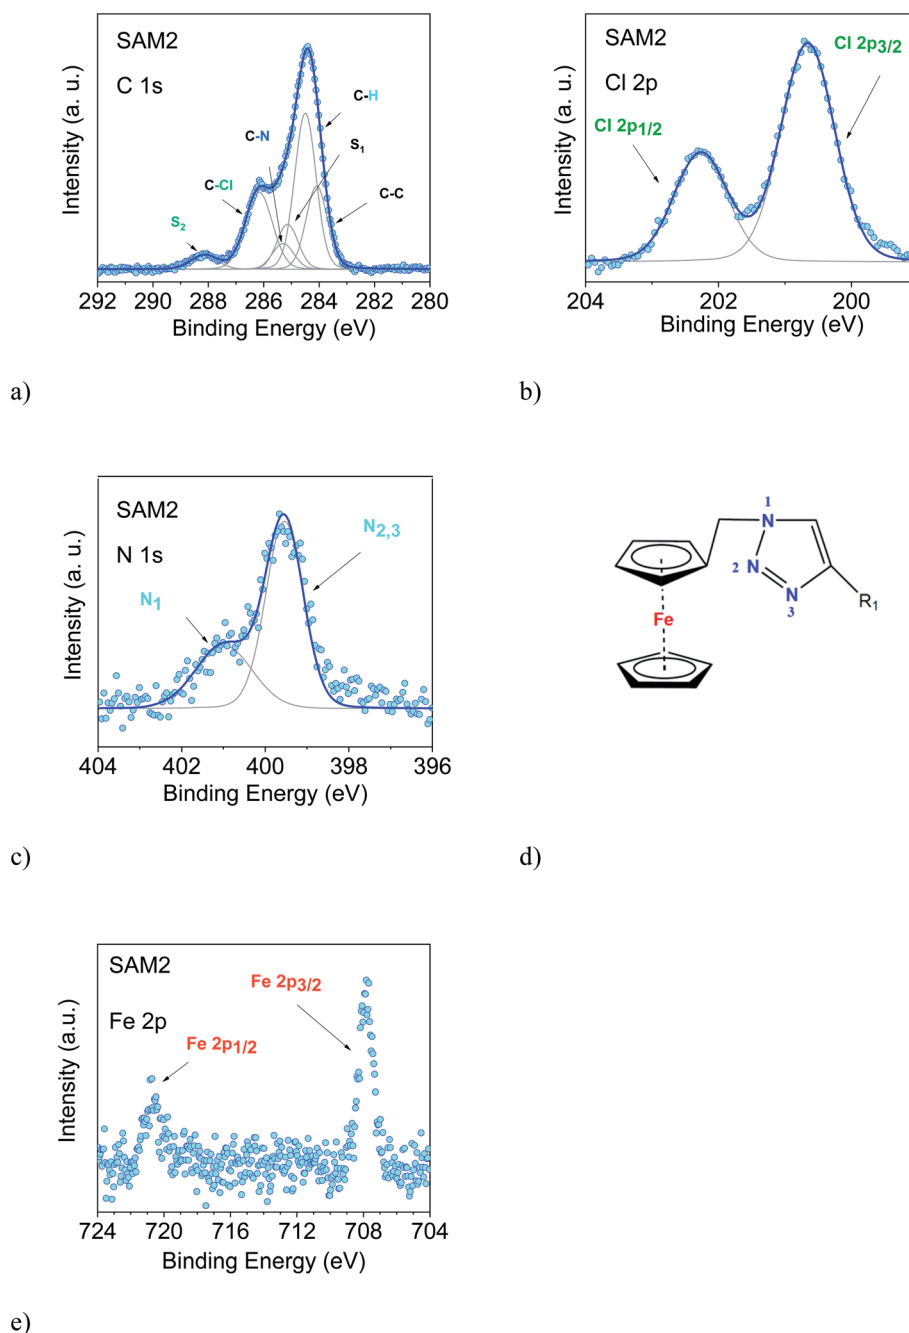 SAM2
C 1s
C-H
C-N
S1
C-Cl
C-C
S2
Intensity (a. u.)
292 290 288 286 284 282 280
Binding Energy (eV)
a)
SAM2
Cl 2p3/2
Cl 2p
Cl 2p1/2
Intensity (a. u.)
204 202 200
Binding Energy (eV)
b)
SAM2
N 1s
N2,3
N1
Intensity (a. u.)
404 402 400 398 396
Binding Energy (eV)
c)
1
N
2 N
N
3
R1
Fe
d)
SAM2
Fe 2p3/2
Fe 2p
Fe 2p1/2
Intensity (a.u.)
724 720 716 712 708 704
Binding Energy (eV)
e)